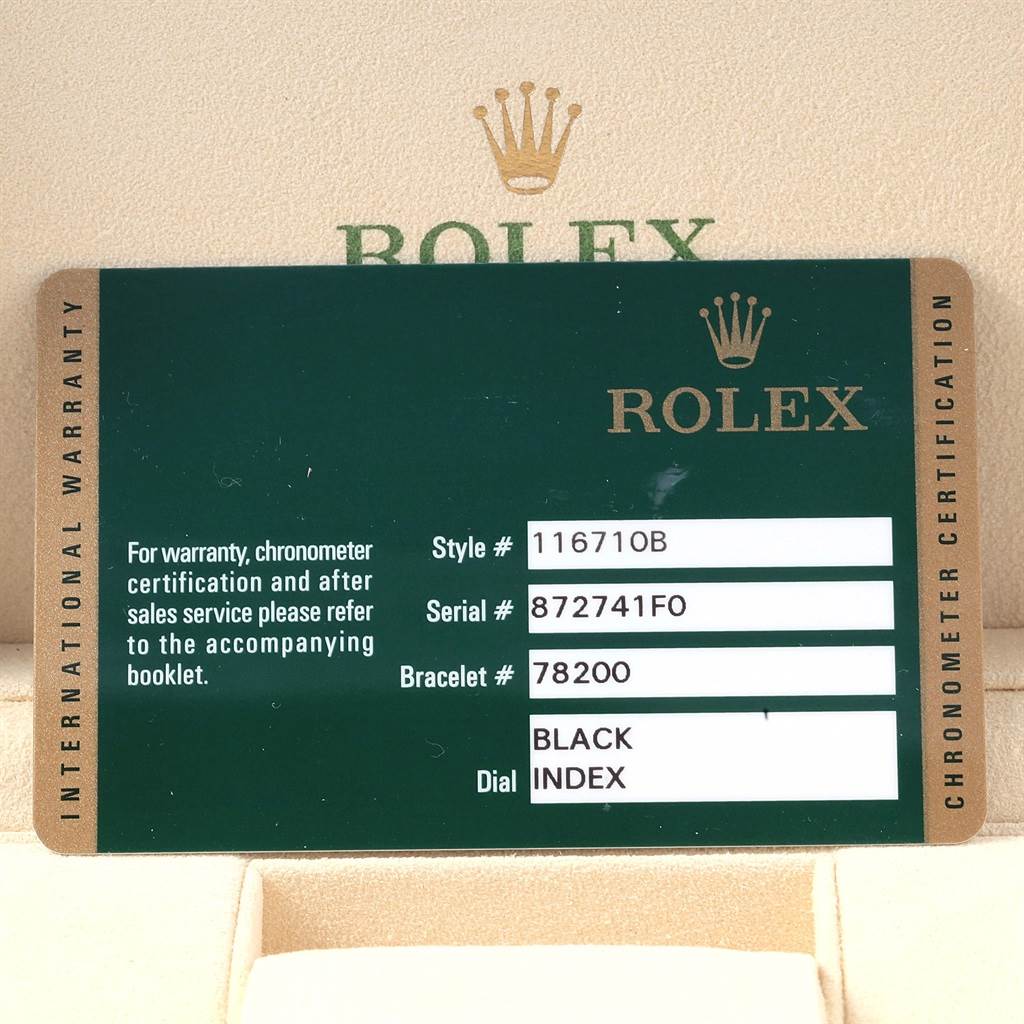 ROLEX
INTERNATIONAL WARRANTY
ROLEX
For warranty, chronometer
certification and after
sales service please refer
to the accompanying
booklet.
Style # 116710B
Serial # 872741F0
Bracelet # 78200
BLACK
Dial INDEX
CHRONOMETER CERTIFICATION